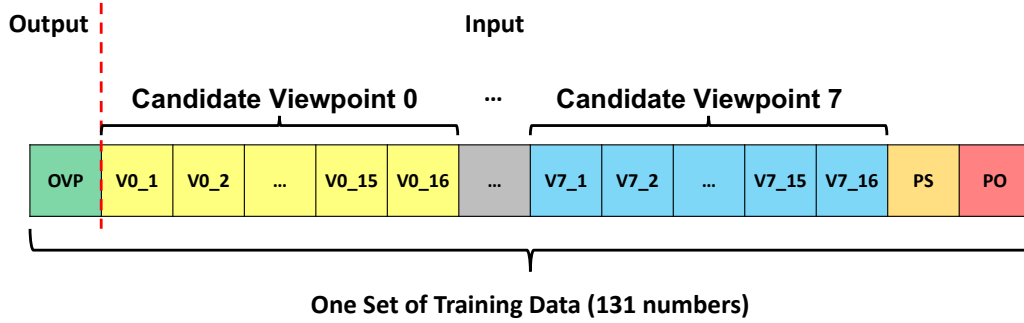 Output Input
Candidate Viewpoint 0 ... Candidate Viewpoint 7
OVP V0_1 V0_2 ... V0_15 V0_16 ... V7_1 V7_2 ... V7_15 V7_16 PS PO
One Set of Training Data (131 numbers)